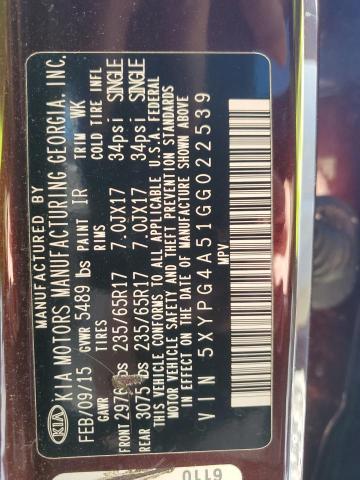 MANUFACTURED BY
KIA KIA MOTORS MANUFACTURING GEORGIA. INC.
FEB/09/15 GVWR 5489 lbs PAINT IR TRIM WK
GAWR TIRES RIMS COLD TIRE INFL
FRONT 2976 lbs 235/65R17 7.0JX17 34psi SINGLE
REAR 3075 lbs 235/65R17 7.0JX17 34psi SINGLE
THIS VEHICLE CONFORMS TO ALL APPLICABLE U.S.A. FEDERAL
MOTOR VEHICLE SAFETY AND THEFT PREVENTION STANDARDS
IN EFFECT ON THE DATE OF MANUFACTURE SHOWN ABOVE
VIN 5XYPG4A51GG022539
MPV
6110